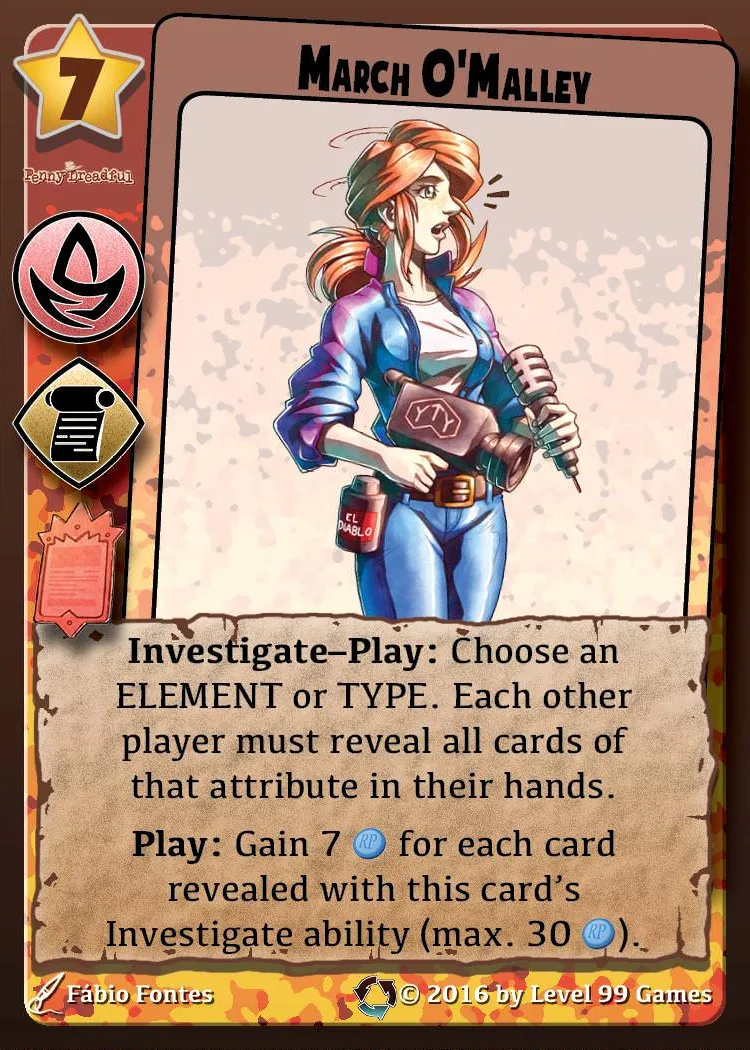 7
March O'Malley
The
Penny Dreadful
YTY
EL
DIABLO
Investigate–Play: Choose an
ELEMENT or TYPE. Each other
player must reveal all cards of
that attribute in their hands.
Play: Gain 7 RP for each card
revealed with this card's
Investigate ability (max. 30 RP).
Fábio Fontes
© 2016 by Level 99 Games